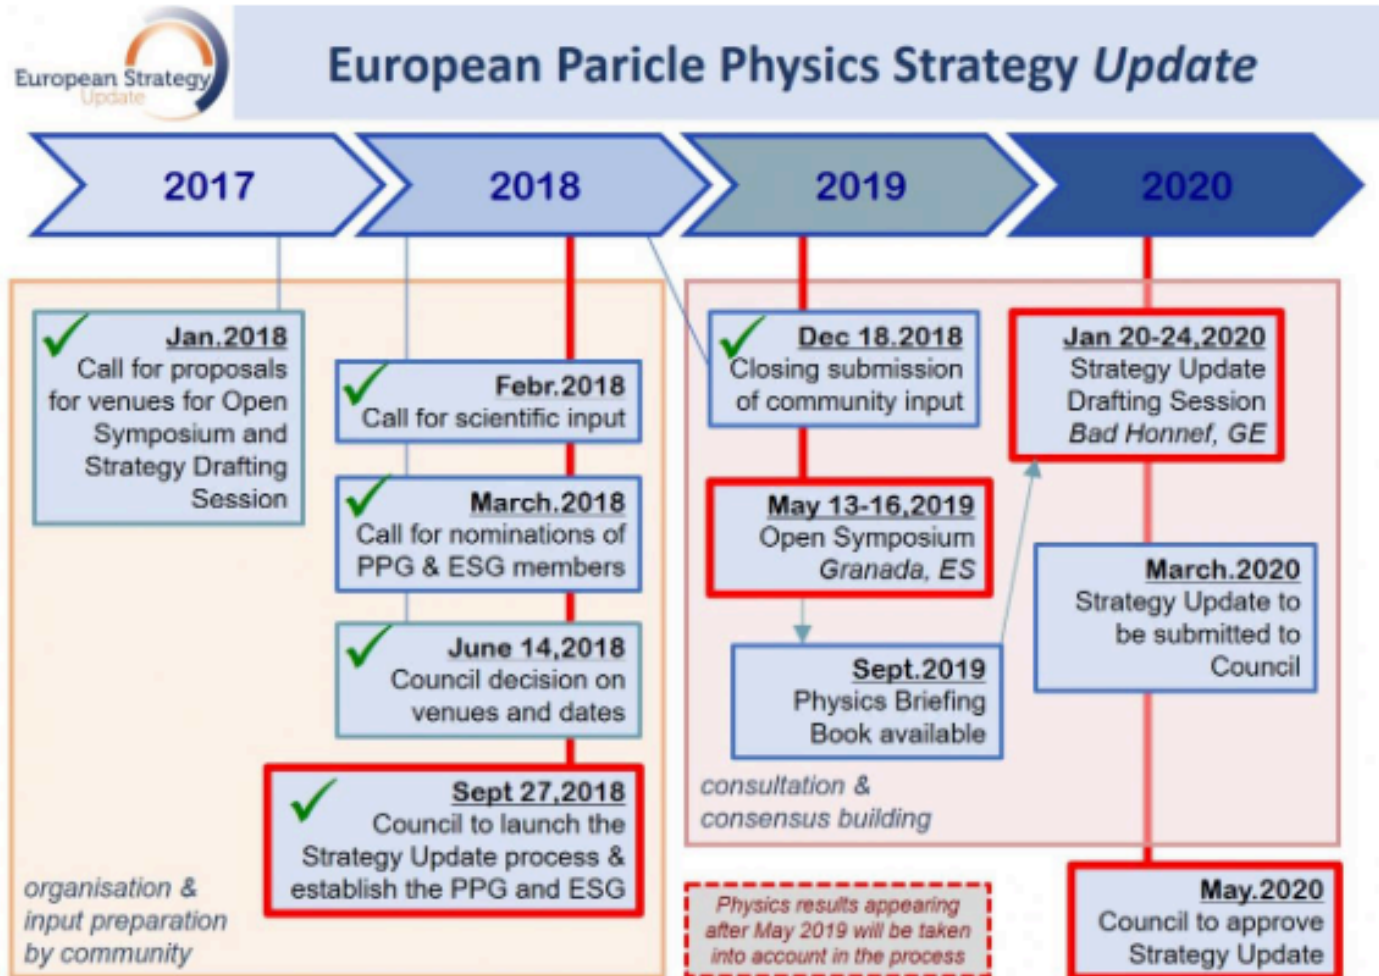 European Strategy
Update
European Paricle Physics Strategy Update
2017
2018
2019
2020
Jan.2018
Call for proposals
for venues for Open
Symposium and
Strategy Drafting
Session
Febr.2018
Call for scientific input
March.2018
Call for nominations of
PPG & ESG members
June 14,2018
Council decision on
venues and dates
Sept 27,2018
Council to launch the
Strategy Update process &
establish the PPG and ESG
organisation &
input preparation
by community
Dec 18.2018
Closing submission
of community input
May 13-16,2019
Open Symposium
Granada, ES
Sept.2019
Physics Briefing
Book available
consultation &
consensus building
Physics results appearing
after May 2019 will be taken
into account in the process
Jan 20-24,2020
Strategy Update
Drafting Session
Bad Honnef, GE
March.2020
Strategy Update to
be submitted to
Council
May.2020
Council to approve
Strategy Update